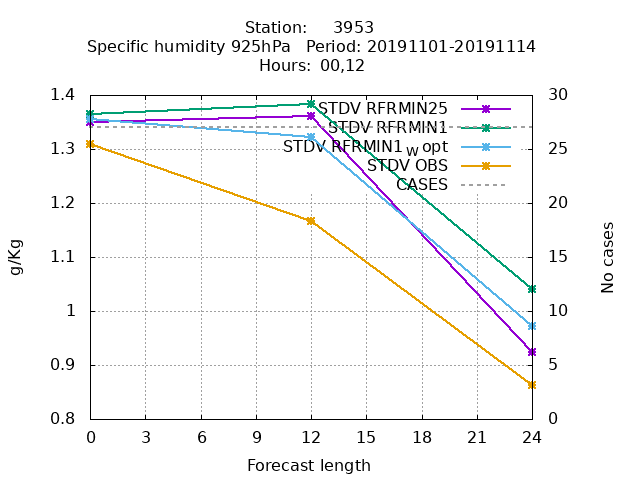 Station:     3953
Specific humidity 925hPa   Period: 20191101-20191114
Hours: 00,12
1.4
1.3
1.2
1.1
1
0.9
0.8
30
25
20
15
10
5
0
0 3 6 9 12 15 18 21 24
g/Kg
No cases
Forecast length
STDV RFRMIN25
STDV RFRMIN1
STDV RFRMIN1w opt
STDV OBS
CASES